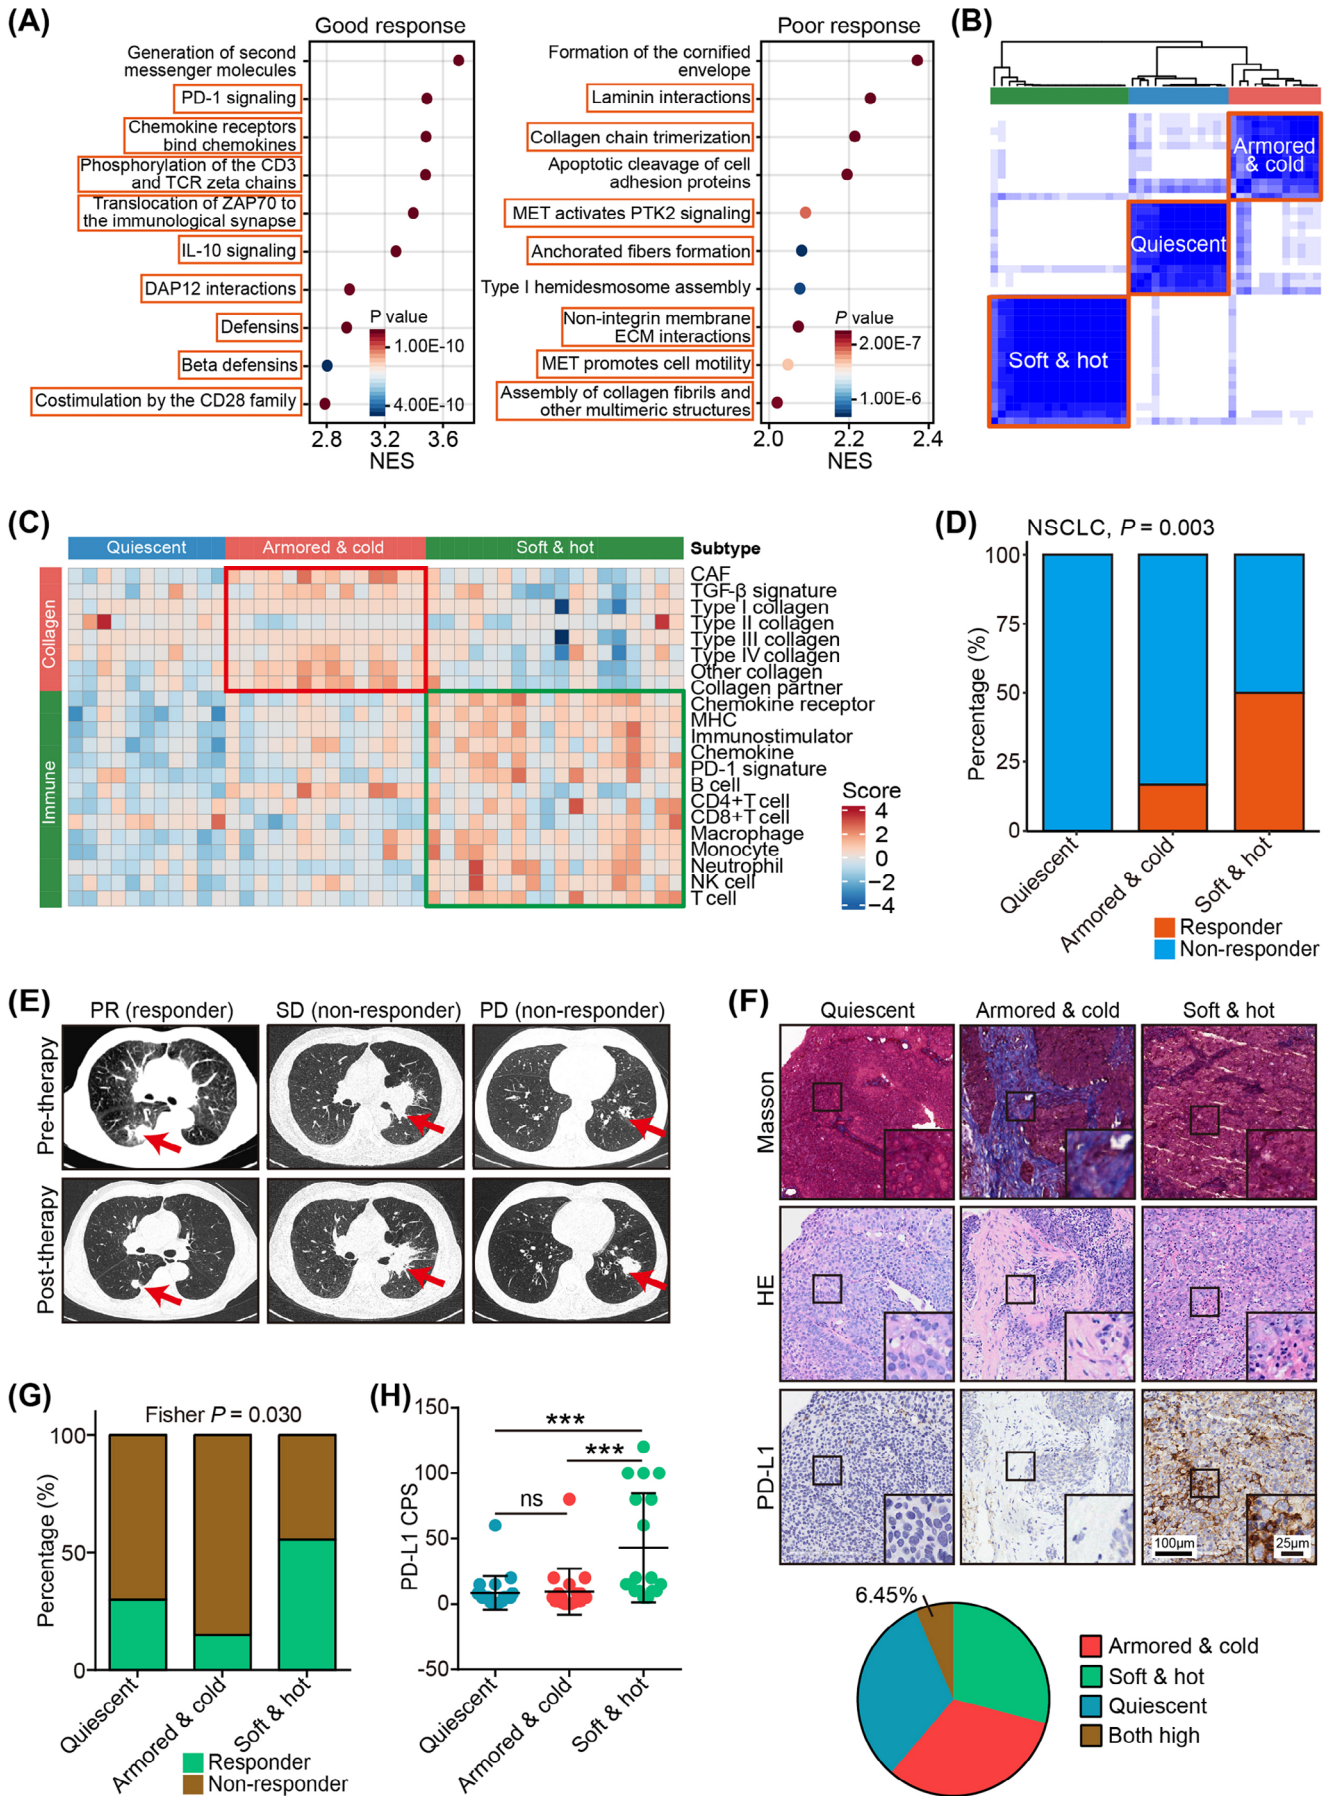 (A)
Good response
Generation of second
messenger molecules
PD-1 signaling
Chemokine receptors
bind chemokines
Phosphorylation of the CD3
and TCR zeta chains
Translocation of ZAP70 to
the immunological synapse
IL-10 signaling
DAP12 interactions
Defensins
Beta defensins
Costimulation by the CD28 family
P value
1.00E-10
4.00E-10
2.8
3.2
3.6
NES
Poor response
Formation of the cornified
envelope
Laminin interactions
Collagen chain trimerization
Apoptotic cleavage of cell
adhesion proteins
MET activates PTK2 signaling
Anchorated fibers formation
Type I hemidesmosome assembly
Non-integrin membrane
ECM interactions
MET promotes cell motility
Assembly of collagen fibrils and
other multimeric structures
P value
2.00E-7
1.00E-6
2.0
2.2
2.4
NES
(B)
Armored
& cold
Quiescent
Soft & hot
(C)
Quiescent
Armored & cold
Soft & hot
Subtype
Collagen
Immune
CAF
TGF-β signature
Type I collagen
Type II collagen
Type III collagen
Type IV collagen
Other collagen
Collagen partner
Chemokine receptor
MHC
Immunostimulator
Chemokine
PD-1 signature
B cell
CD4+T cell
CD8+T cell
Macrophage
Monocyte
Neutrophil
NK cell
T cell
Score
4
2
0
−2
−4
(D)
NSCLC, P = 0.003
Percentage (%)
100
75
50
25
0
Quiescent
Armored & cold
Soft & hot
Responder
Non-responder
(E)
PR (responder)
SD (non-responder)
PD (non-responder)
Pre-therapy
Post-therapy
(F)
Quiescent
Armored & cold
Soft & hot
Masson
HE
PD-L1
100μm
25μm
6.45%
Armored & cold
Soft & hot
Quiescent
Both high
(G)
Fisher P = 0.030
Percentage (%)
100
50
0
Quiescent
Armored & cold
Soft & hot
Responder
Non-responder
(H)
PD-L1 CPS
150
100
50
0
-50
***
***
ns
Quiescent
Armored & cold
Soft & hot